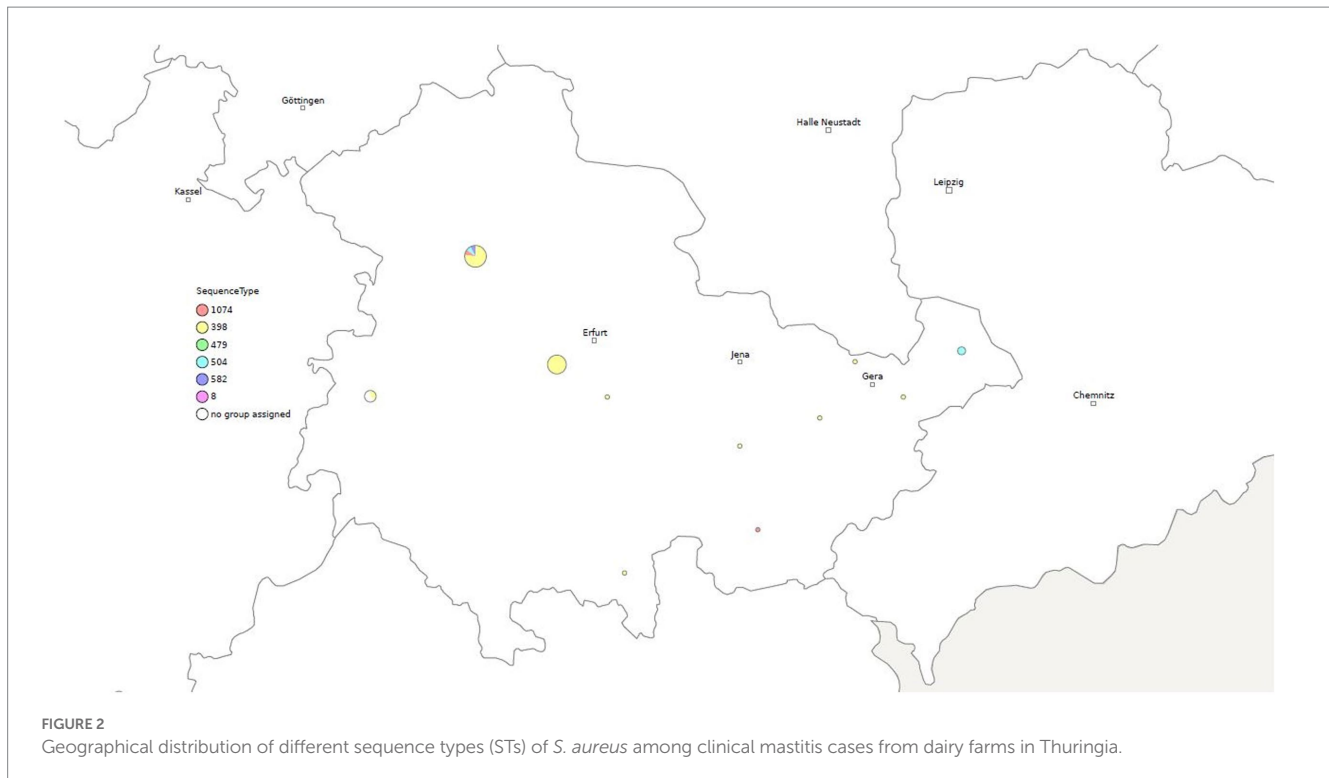 Göttingen
Halle Neustadt
Leipzig
Kassel
SequenceType
1074
398
479
504
582
8
no group assigned
Erfurt
Jena
Gera
Chemnitz
FIGURE 2
Geographical distribution of different sequence types (STs) of S. aureus among clinical mastitis cases from dairy farms in Thuringia.